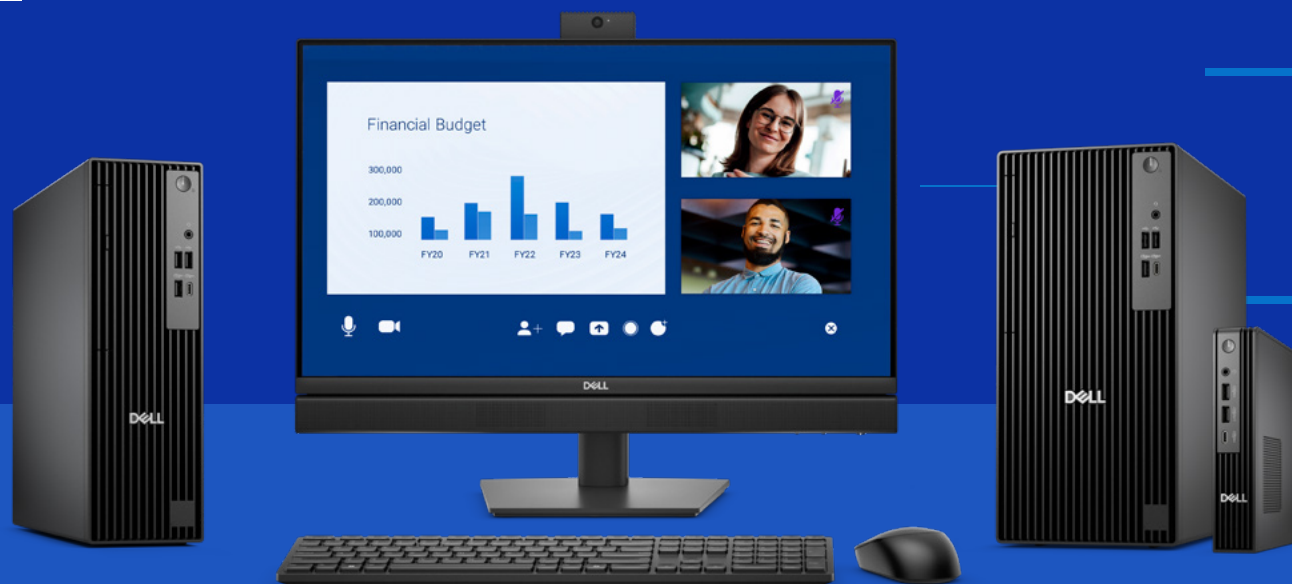 Financial Budget
300,000
200,000
100,000
FY20 FY21 FY22 FY23 FY24
DELL
DELL
DELL
DELL